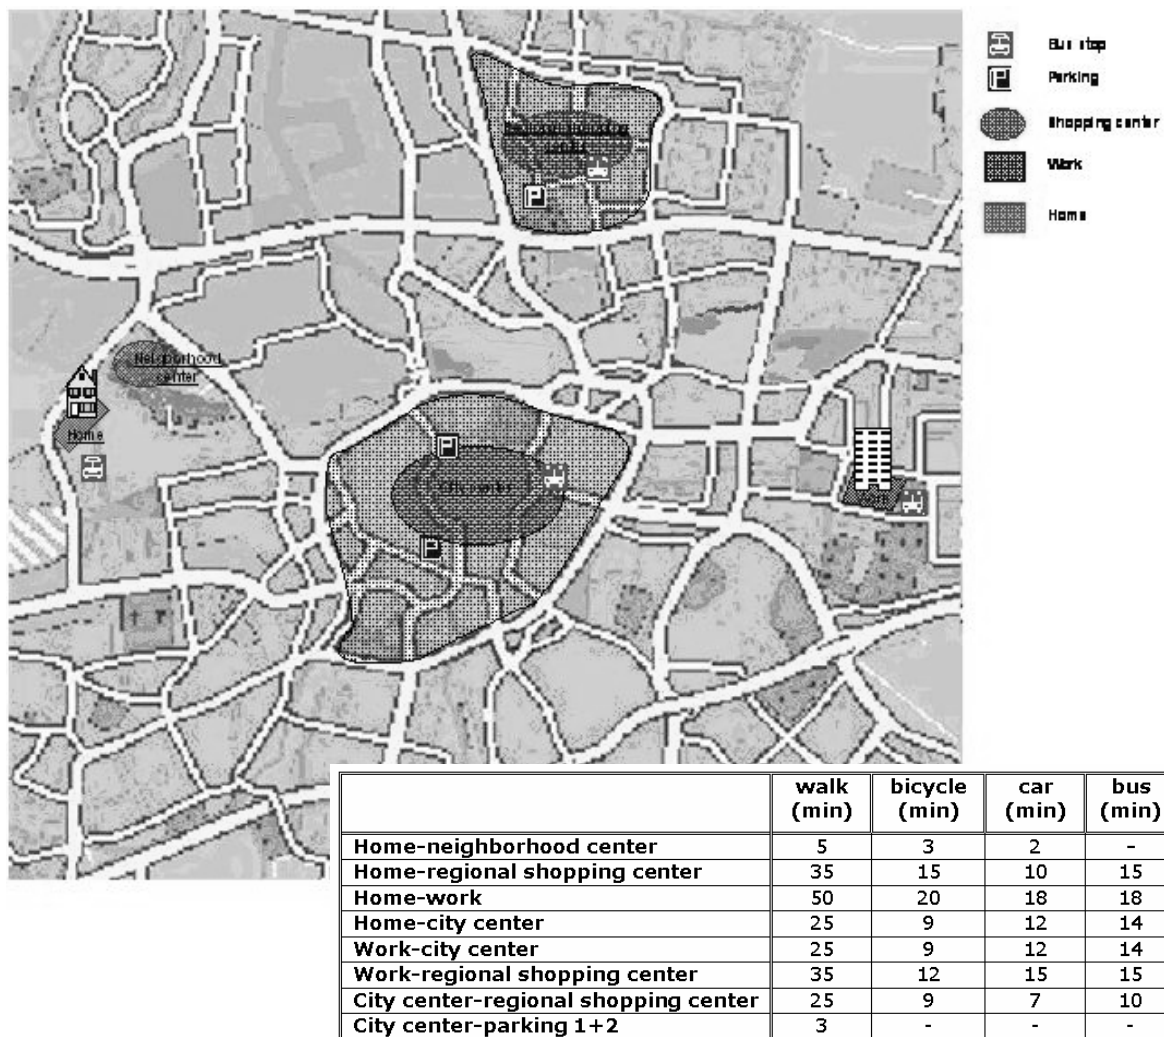 Bus stop
Parking
Shopping center
Work
Home
center
Neighborhood
center
Home
City center
walk bicycle car bus
(min) (min) (min) (min)
Home-neighborhood center 5 3 2 -
Home-regional shopping center 35 15 10 15
Home-work 50 20 18 18
Home-city center 25 9 12 14
Work-city center 25 9 12 14
Work-regional shopping center 35 12 15 15
City center-regional shopping center 25 9 7 10
City center-parking 1+2 3 - - -